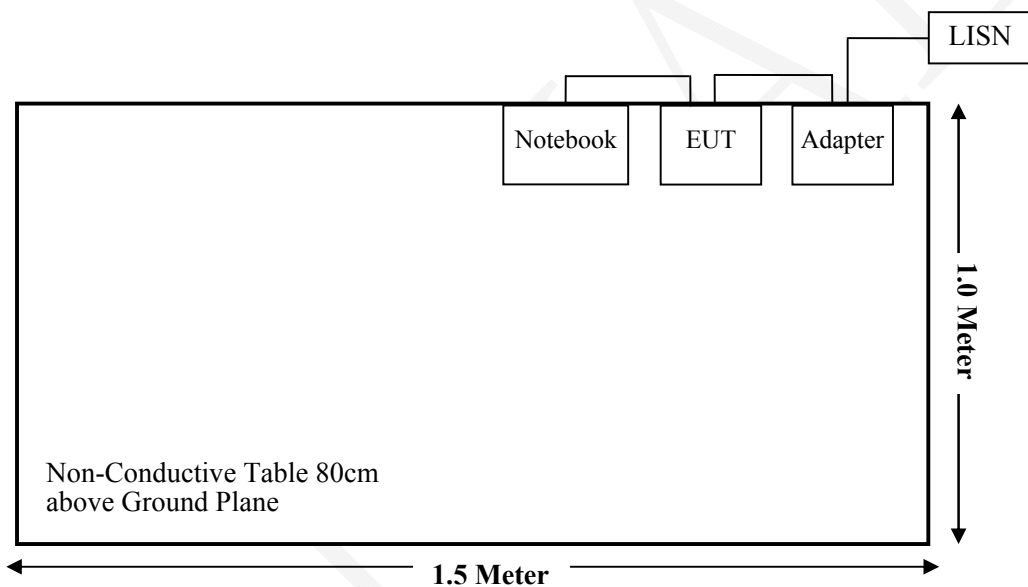 LISN
Notebook
EUT
Adapter
1.0 Meter
Non-Conductive Table 80cm
above Ground Plane
1.5 Meter